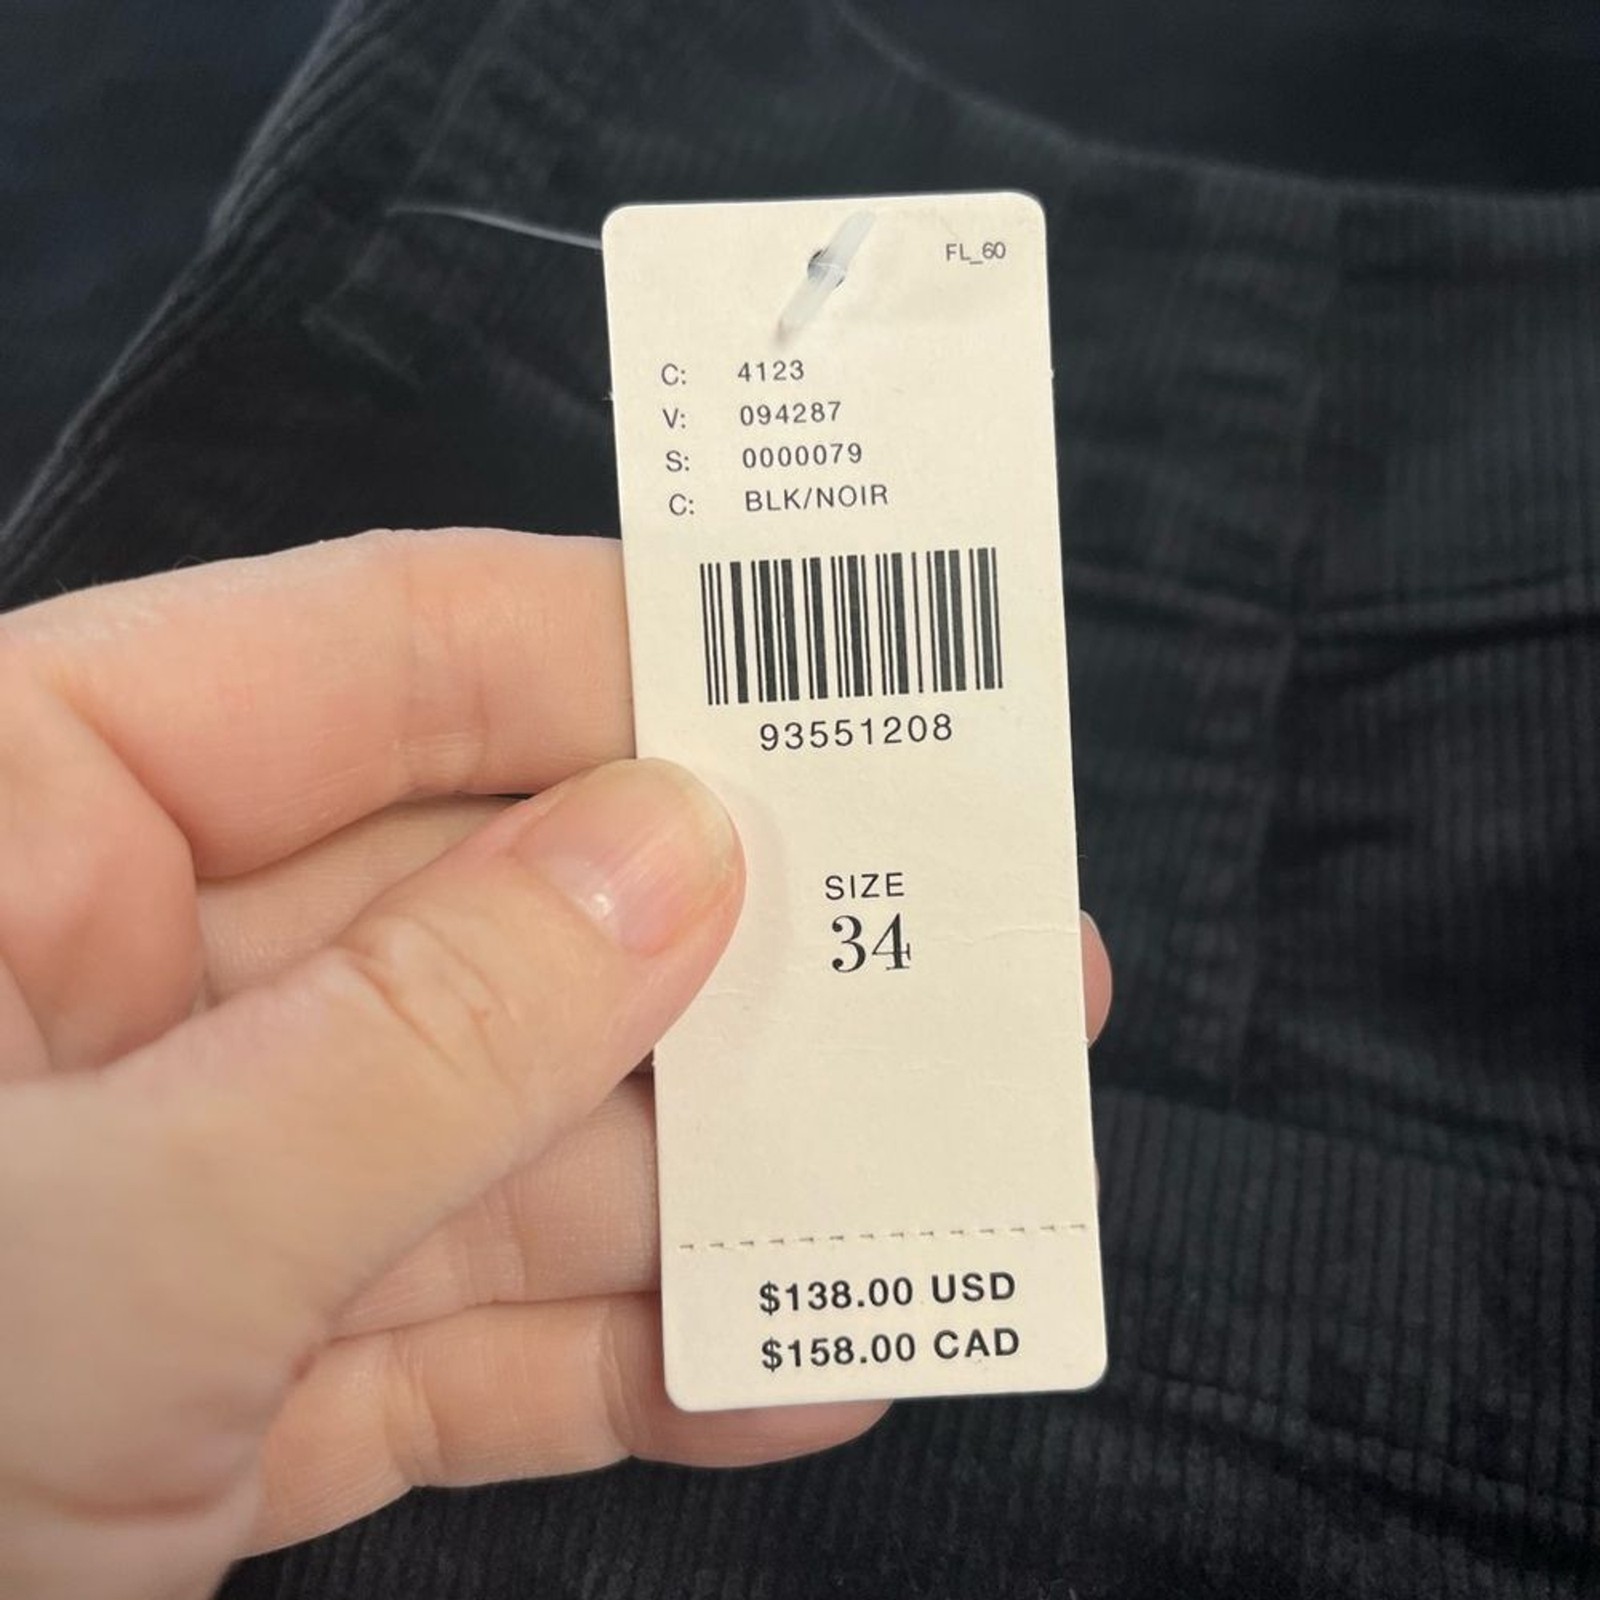 FL_60
C: 4123
V: 094287
S: 0000079
C: BLK/NOIR
93551208
SIZE
34
$138.00 USD
$158.00 CAD